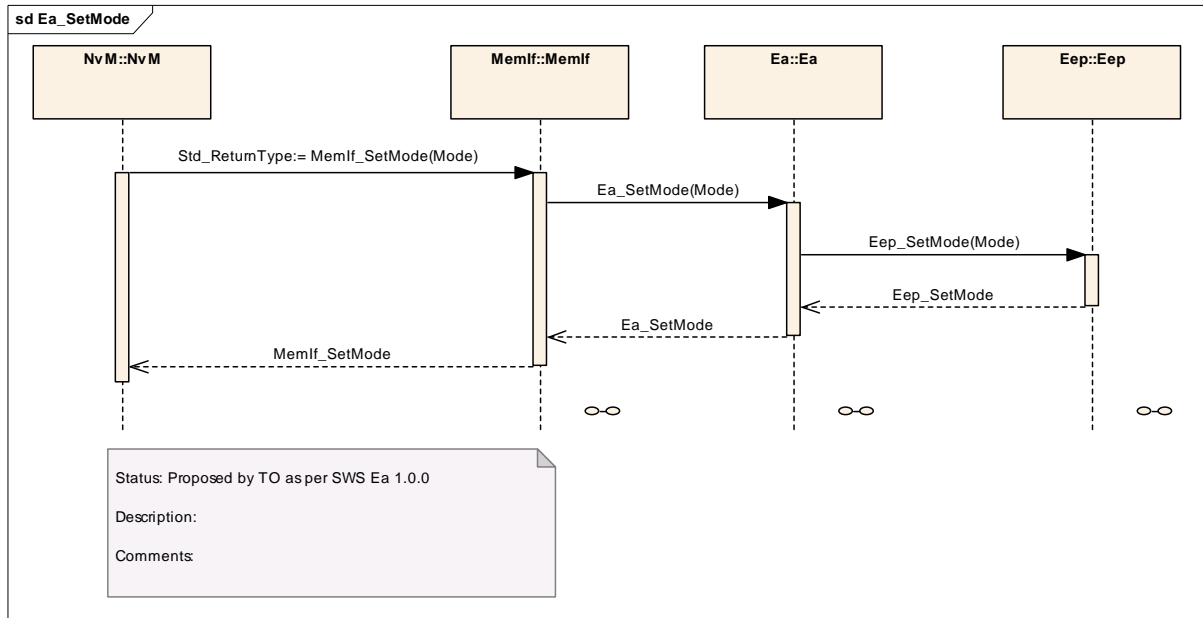 sd Ea_SetMode
NvM::NvM
MemIf::MemIf
Ea::Ea
Eep::Eep
Std_ReturnType:= MemIf_SetMode(Mode)
Ea_SetMode(Mode)
Eep_SetMode(Mode)
Eep_SetMode
Ea_SetMode
MemIf_SetMode
Status: Proposed by TO as per SWS Ea 1.0.0
Description:
Comments: